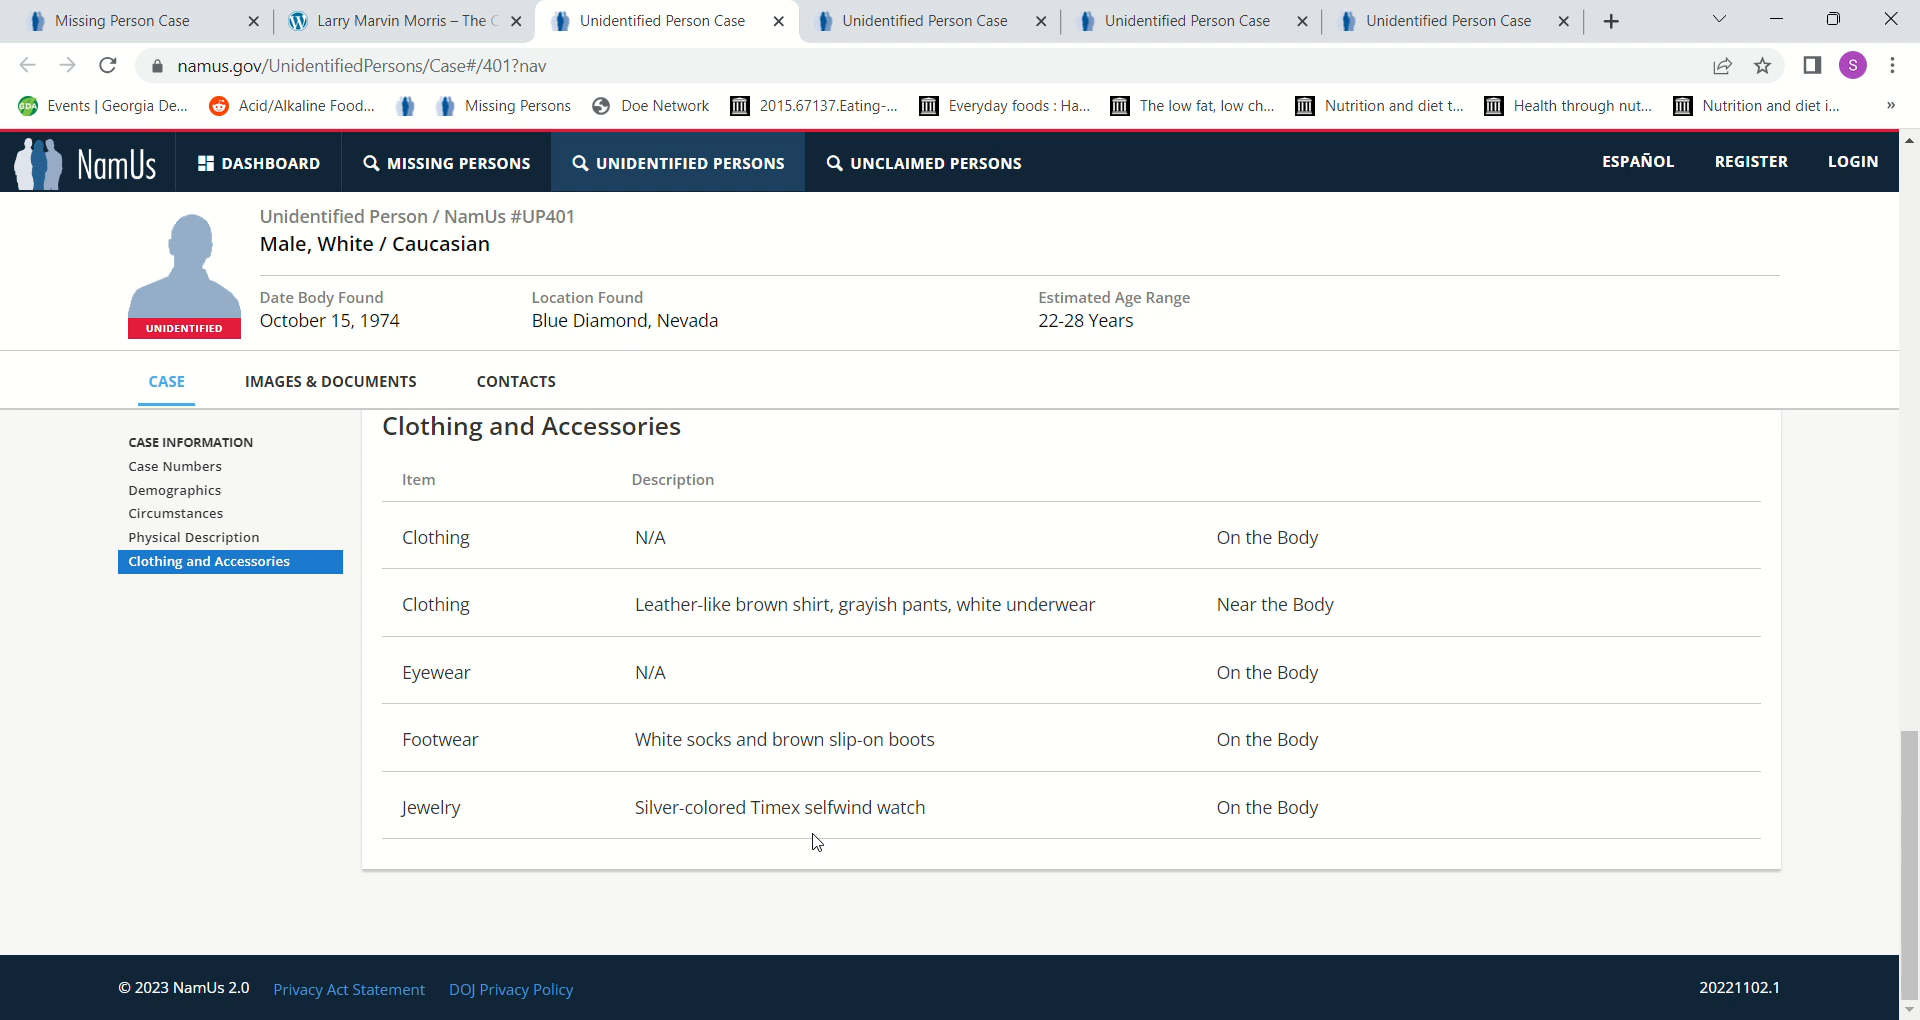 Missing Person Case
Larry Marvin Morris – The C
Unidentified Person Case
Unidentified Person Case
Unidentified Person Case
Unidentified Person Case
namus.gov/UnidentifiedPersons/Case#/401?nav
S
GDA Events | Georgia De...
Acid/Alkaline Food...
Missing Persons
Doe Network
2015.67137.Eating-...
Everyday foods : Ha...
The low fat, low ch...
Nutrition and diet t...
Health through nut...
Nutrition and diet i...
»
NamUs
DASHBOARD
MISSING PERSONS
UNIDENTIFIED PERSONS
UNCLAIMED PERSONS
ESPAÑOL
REGISTER
LOGIN
UNIDENTIFIED
Unidentified Person / NamUs #UP401
Male, White / Caucasian
Date Body Found
October 15, 1974
Location Found
Blue Diamond, Nevada
Estimated Age Range
22-28 Years
CASE
IMAGES & DOCUMENTS
CONTACTS
CASE INFORMATION
Case Numbers
Demographics
Circumstances
Physical Description
Clothing and Accessories
Clothing and Accessories
Item Description
Clothing N/A On the Body
Clothing Leather-like brown shirt, grayish pants, white underwear Near the Body
Eyewear N/A On the Body
Footwear White socks and brown slip-on boots On the Body
Jewelry Silver-colored Timex selfwind watch On the Body
© 2023 NamUs 2.0 Privacy Act Statement DOJ Privacy Policy 20221102.1